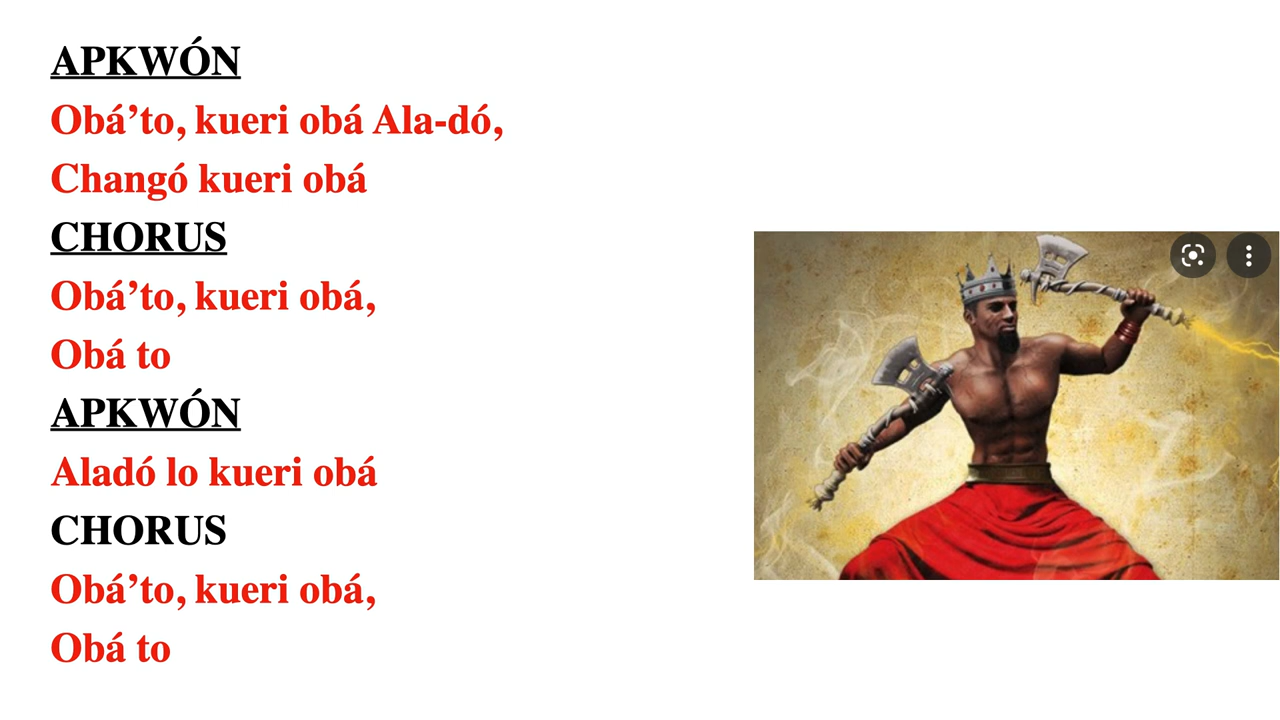 APKWÓN
Obá’to, kueri obá Ala-dó,
Changó kueri obá
CHORUS
Obá’to, kueri obá,
Obá to
APKWÓN
Aladó lo kueri obá
CHORUS
Obá’to, kueri obá,
Obá to